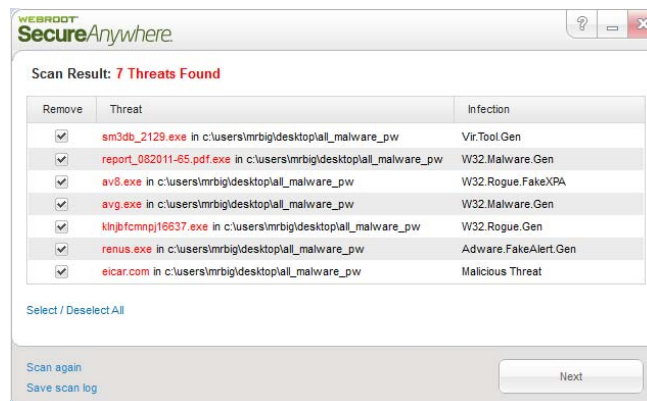 WEBROOT
SecureAnywhere
Scan Result: 7 Threats Found
Remove Threat Infection
sm3db_2129.exe in c:\users\mrbig\desktop\all_malware_pw Vir.Tool.Gen
report_082011-65.pdf.exe in c:\users\mrbig\desktop\all_malware_pw W32.Malware.Gen
av8.exe in c:\users\mrbig\desktop\all_malware_pw W32.Rogue.FakeXPA
avg.exe in c:\users\mrbig\desktop\all_malware_pw W32.Malware.Gen
klnjbfcmnpj16637.exe in c:\users\mrbig\desktop\all_malware_pw W32.Rogue.Gen
renus.exe in c:\users\mrbig\desktop\all_malware_pw Adware.FakeAlert.Gen
eicar.com in c:\users\mrbig\desktop\all_malware_pw Malicious Threat
Select / Deselect All
Scan again
Save scan log
Next